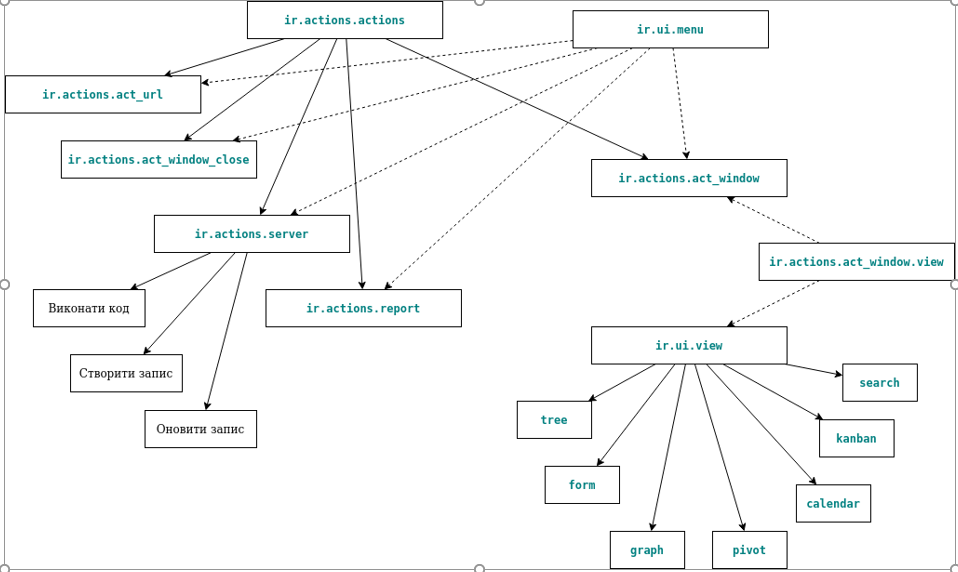 ir.actions.actions
ir.ui.menu
ir.actions.act_url
ir.actions.act_window_close
ir.actions.act_window
ir.actions.server
ir.actions.act_window.view
Виконати код
ir.actions.report
ir.ui.view
Створити запис
search
tree
Оновити запис
kanban
form
calendar
graph
pivot